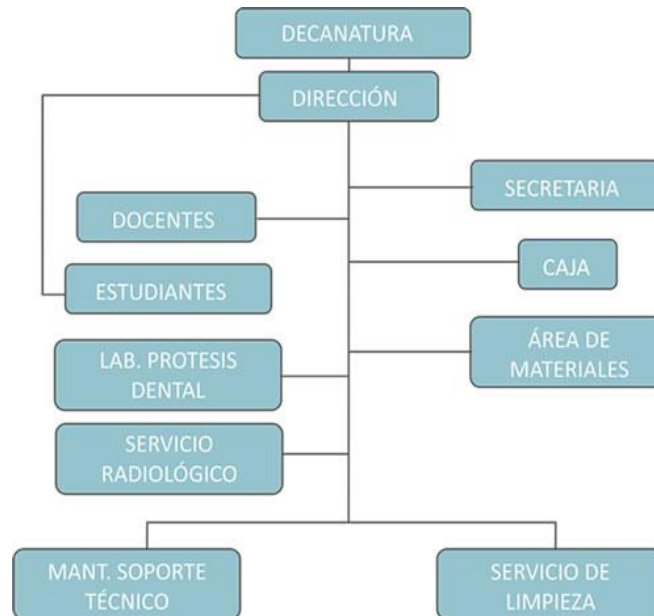 DECANATURA
DIRECCIÓN
SECRETARIA
DOCENTES
CAJA
ESTUDIANTES
ÁREA DE
MATERIALES
LAB. PROTESIS
DENTAL
SERVICIO
RADIOLÓGICO
MANT. SOPORTE
TÉCNICO
SERVICIO DE
LIMPIEZA